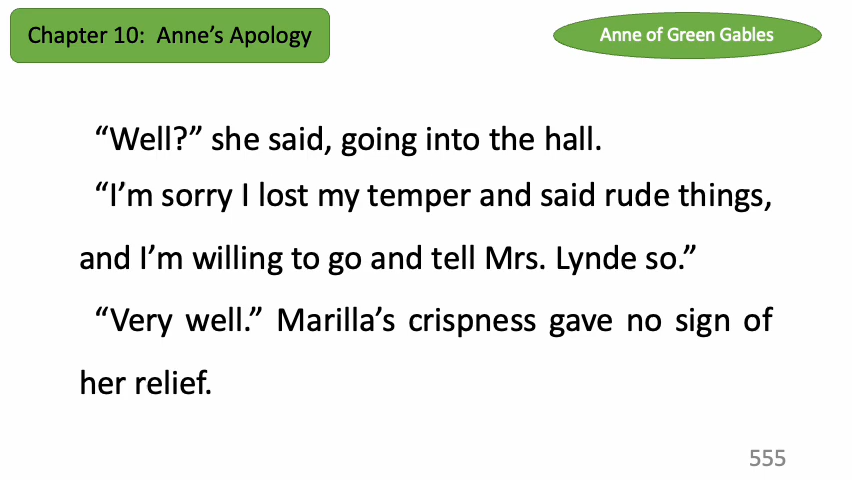 Chapter 10: Anne’s Apology
Anne of Green Gables
“Well?” she said, going into the hall.
“I’m sorry I lost my temper and said rude things,
and I’m willing to go and tell Mrs. Lynde so.”
“Very well.” Marilla’s crispness gave no sign of
her relief.
555